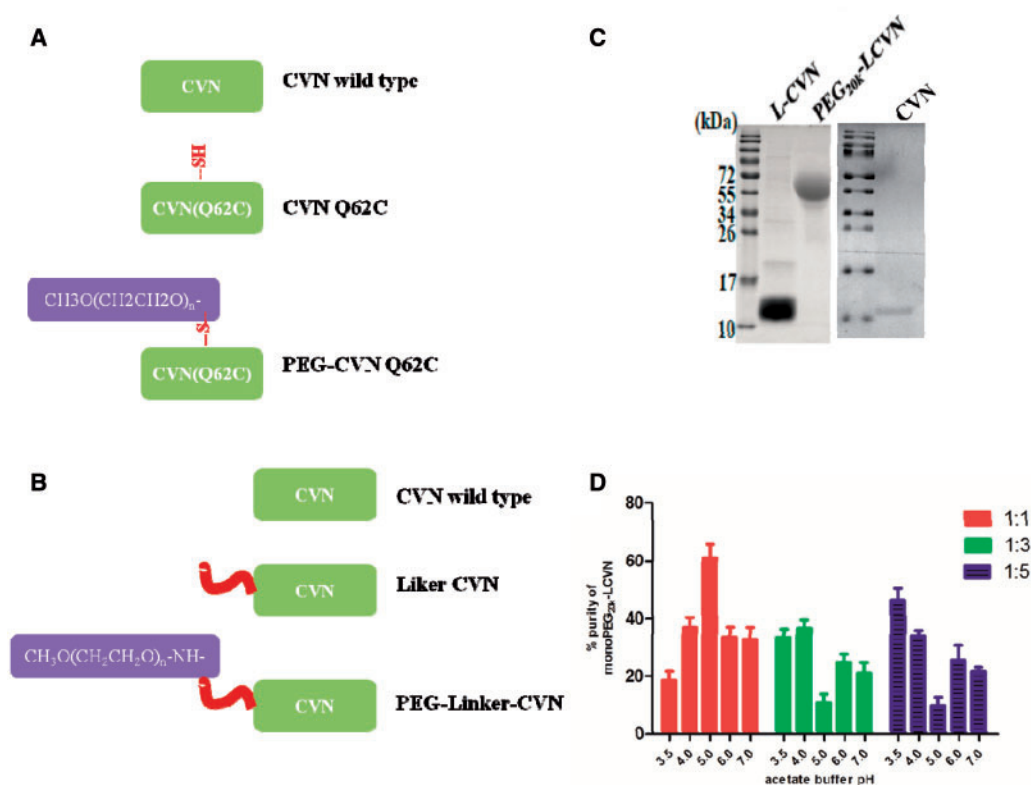 A
CVN
CVN wild type
--SH
CVN(Q62C)
CVN Q62C
CH3O(CH2CH2O)n-
--S
CVN(Q62C)
PEG-CVN Q62C
B
CVN
CVN wild type
CVN
Liker CVN
CH₃O(CH₂CH₂O)n-NH-
CVN
PEG-Linker-CVN
C
L-CVN
PEG20K-LCVN
CVN
(kDa)
72
55
34
26
17
10
D
80
60
40
20
0
% purity of
monoPEG20k-LCVN
3.5 4.0 5.0 6.0 7.0 3.5 4.0 5.0 6.0 7.0 3.5 4.0 5.0 6.0 7.0
acetate buffer pH
1:1
1:3
1:5